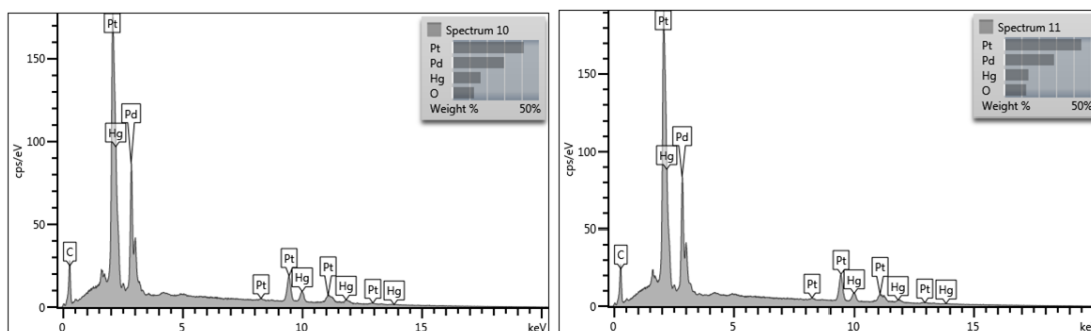 Pt
Spectrum 10
Pt
Pd
Hg
O
Weight % 50%
150
Pd
Hg
100
cps/eV
50
C
Pt
Pt
Hg
Pt
Hg
Pt
Hg
0
0 5 10 15 keV
Pt
Spectrum 11
Pt
Pd
Hg
O
Weight % 50%
150
Pd
Hg
100
cps/eV
50
C
Pt
Pt
Hg
Pt
Hg
Pt
Hg
0
0 5 10 15